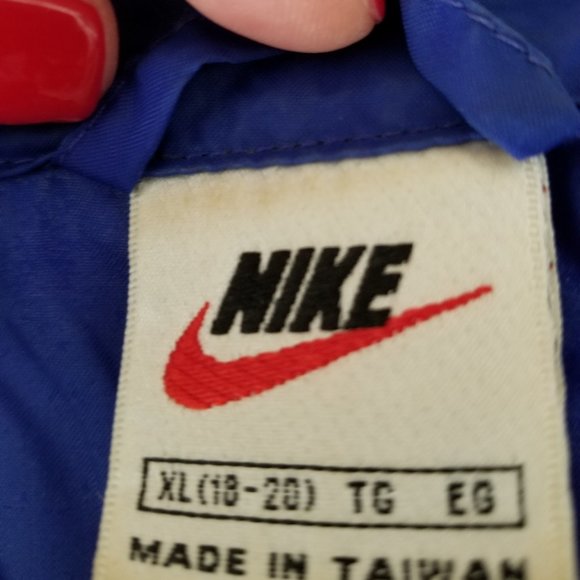 NIKE
XL (18-20) TG EG
MADE IN TAIWAN